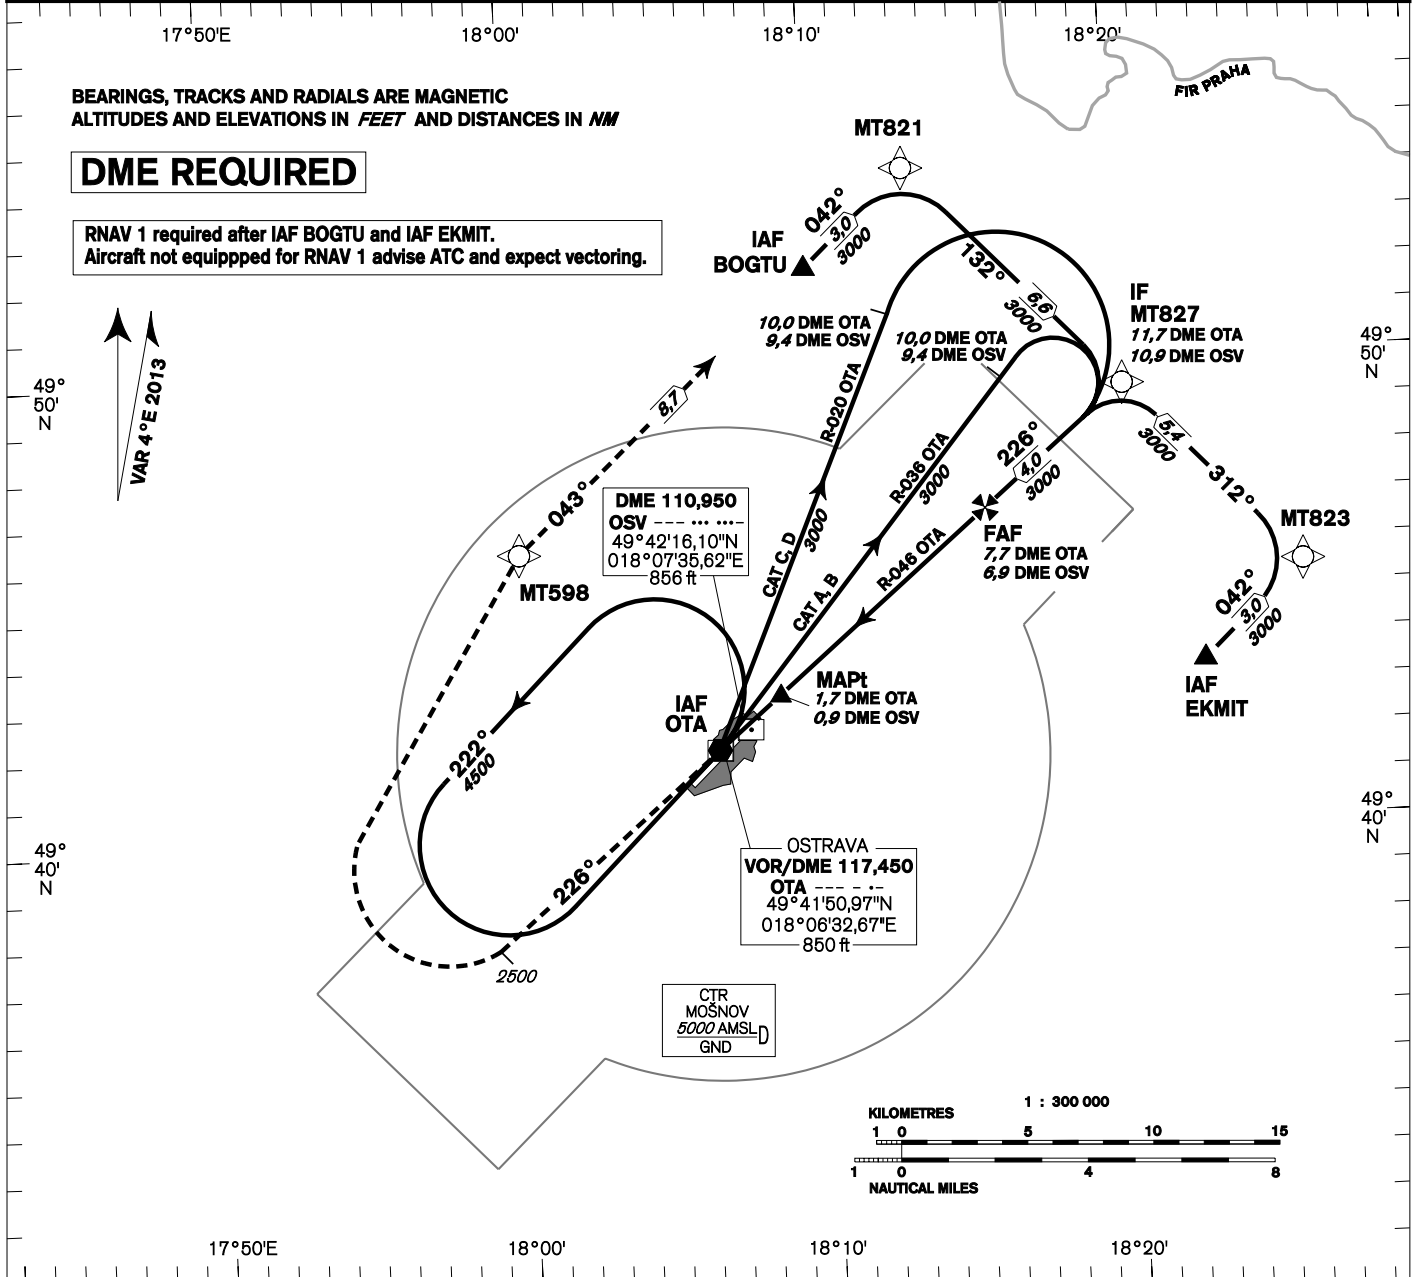 17°50'E
18°00'
18°10'
18°20'
FIR PRAHA
BEARINGS, TRACKS AND RADIALS ARE MAGNETIC
ALTITUDES AND ELEVATIONS IN FEET AND DISTANCES IN NM
DME REQUIRED
RNAV 1 required after IAF BOGTU and IAF EKMIT.
Aircraft not equippped for RNAV 1 advise ATC and expect vectoring.
VAR 4°E 2013
MT821
042°
3,0
3000
IAF
BOGTU
132°
6,6
3000
IF
MT827
11,7 DME OTA
10,9 DME OSV
10,0 DME OTA
9,4 DME OSV
10,0 DME OTA
9,4 DME OSV
49°
50'
N
49°
50'
N
8,7
043°
MT598
R-020 OTA
3000
CAT C, D
R-036 OTA
3000
CAT A, B
R-046 OTA
226°
4,0
3000
5,4
3000
312°
MT823
042°
3,0
3000
IAF
EKMIT
FAF
7,7 DME OTA
6,9 DME OSV
DME 110,950
OSV --- ··· ···-
49°42'16,10"N
018°07'35,62"E
856 ft
MAPt
1,7 DME OTA
0,9 DME OSV
IAF
OTA
222°
4500
226°
2500
OSTRAVA
VOR/DME 117,450
OTA --- - ·-
49°41'50,97"N
018°06'32,67"E
850 ft
49°
40'
N
49°
40'
N
CTR
MOŠNOV
5000 AMSL D
GND
1 : 300 000
KILOMETRES
1 0 5 10 15
1 0 4 8
NAUTICAL MILES
17°50'E
18°00'
18°10'
18°20'